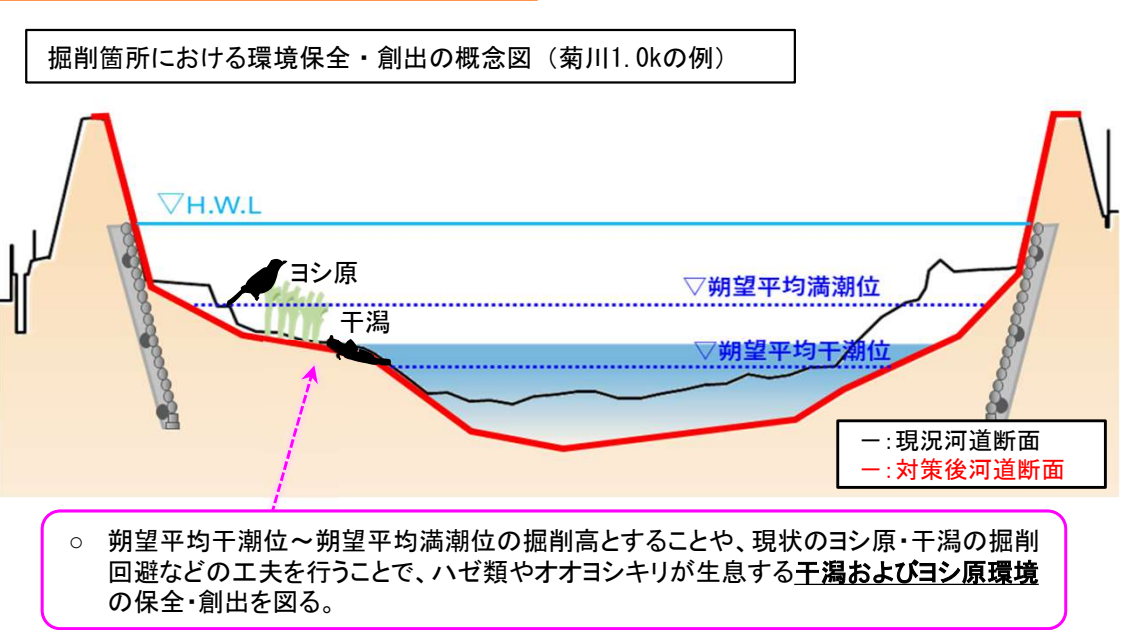 掘削箇所における環境保全・創出の概念図（菊川1.0kの例）
▽H.W.L
ヨシ原
▽朔望平均満潮位
干潟
▽朔望平均干潮位
－：現況河道断面
－：対策後河道断面
○ 朔望平均干潮位～朔望平均満潮位の掘削高とすることや、現状のヨシ原・干潟の掘削
回避などの工夫を行うことで、ハゼ類やオオヨシキリが生息する干潟およびヨシ原環境
の保全・創出を図る。